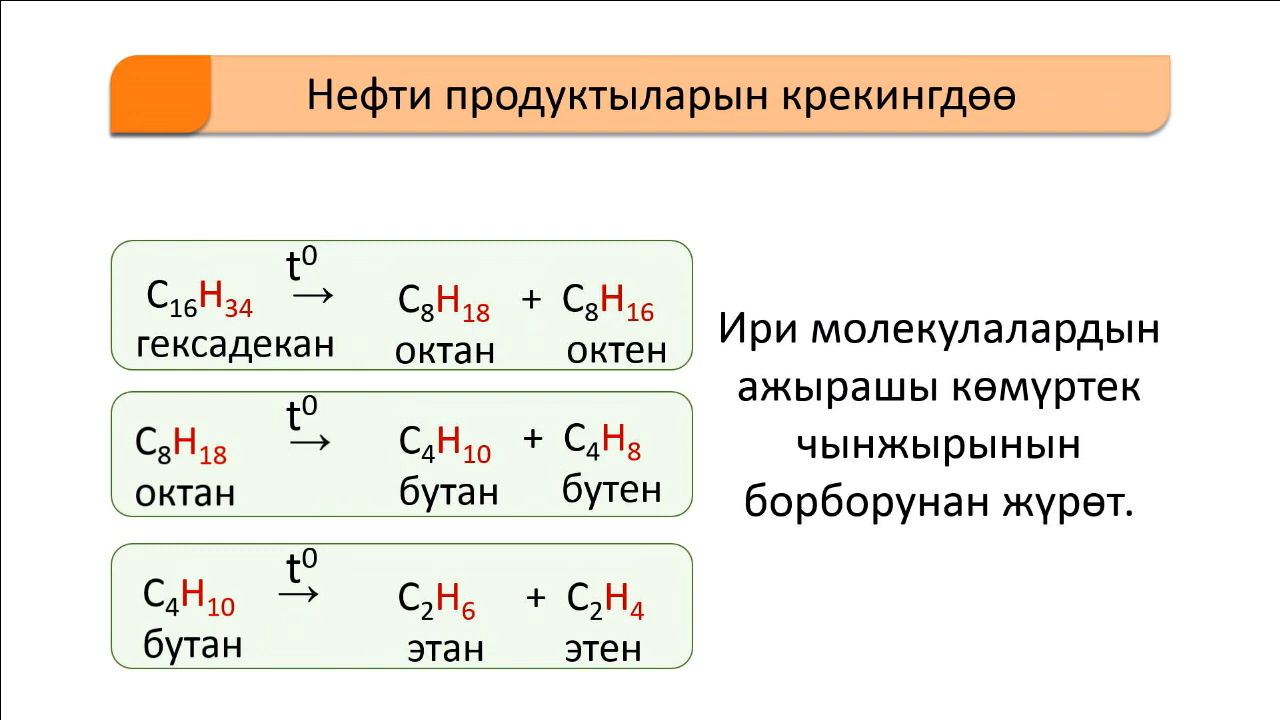 Нефти продуктыларын крекингдөө
t⁰
C₁₆H₃₄ → C₈H₁₈ + C₈H₁₆
гексадекан октан октен
t⁰
C₈H₁₈ → C₄H₁₀ + C₄H₈
октан бутан бутен
t⁰
C₄H₁₀ → C₂H₆ + C₂H₄
бутан этан этен
Ири молекулалардын
ажырашы көмүртек
чынжырынын
борборунан жүрөт.